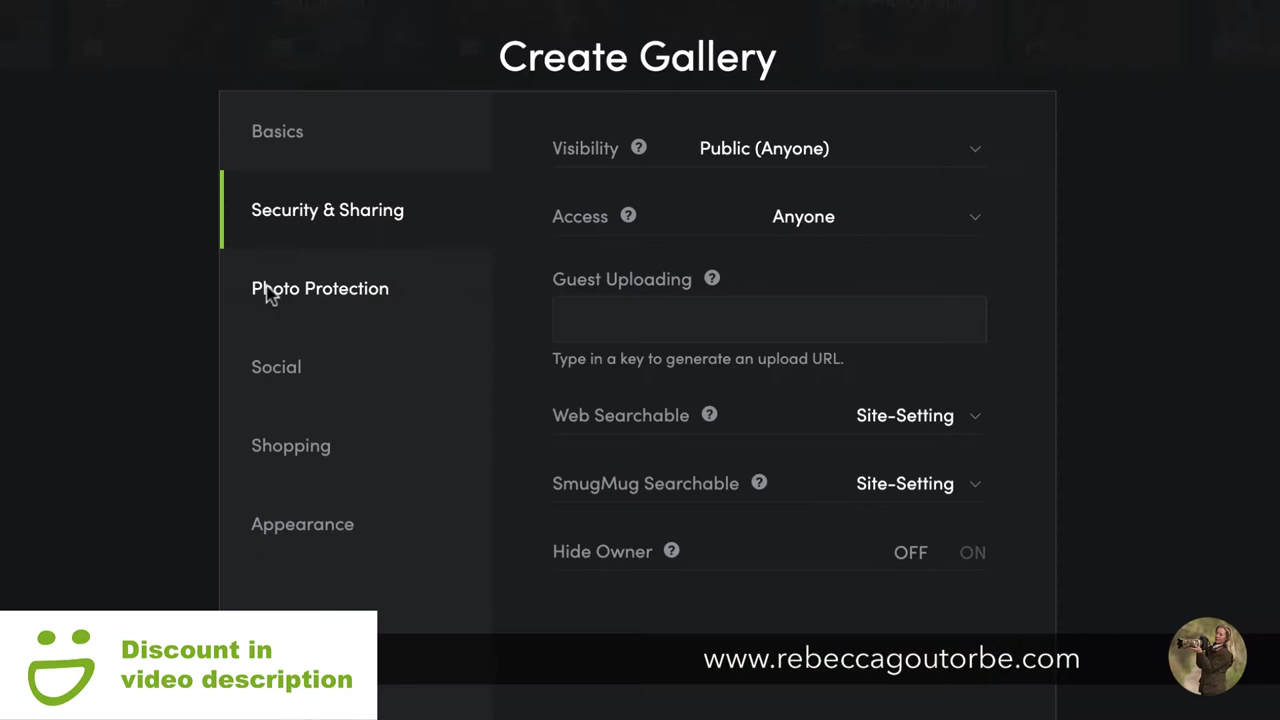 Create Gallery
Basics
Security & Sharing
Photo Protection
Social
Shopping
Appearance
Visibility ? Public (Anyone)
Access ? Anyone
Guest Uploading ?
Type in a key to generate an upload URL.
Web Searchable ? Site-Setting
SmugMug Searchable ? Site-Setting
Hide Owner ? OFF ON
Discount in
video description
www.rebeccagoutorbe.com